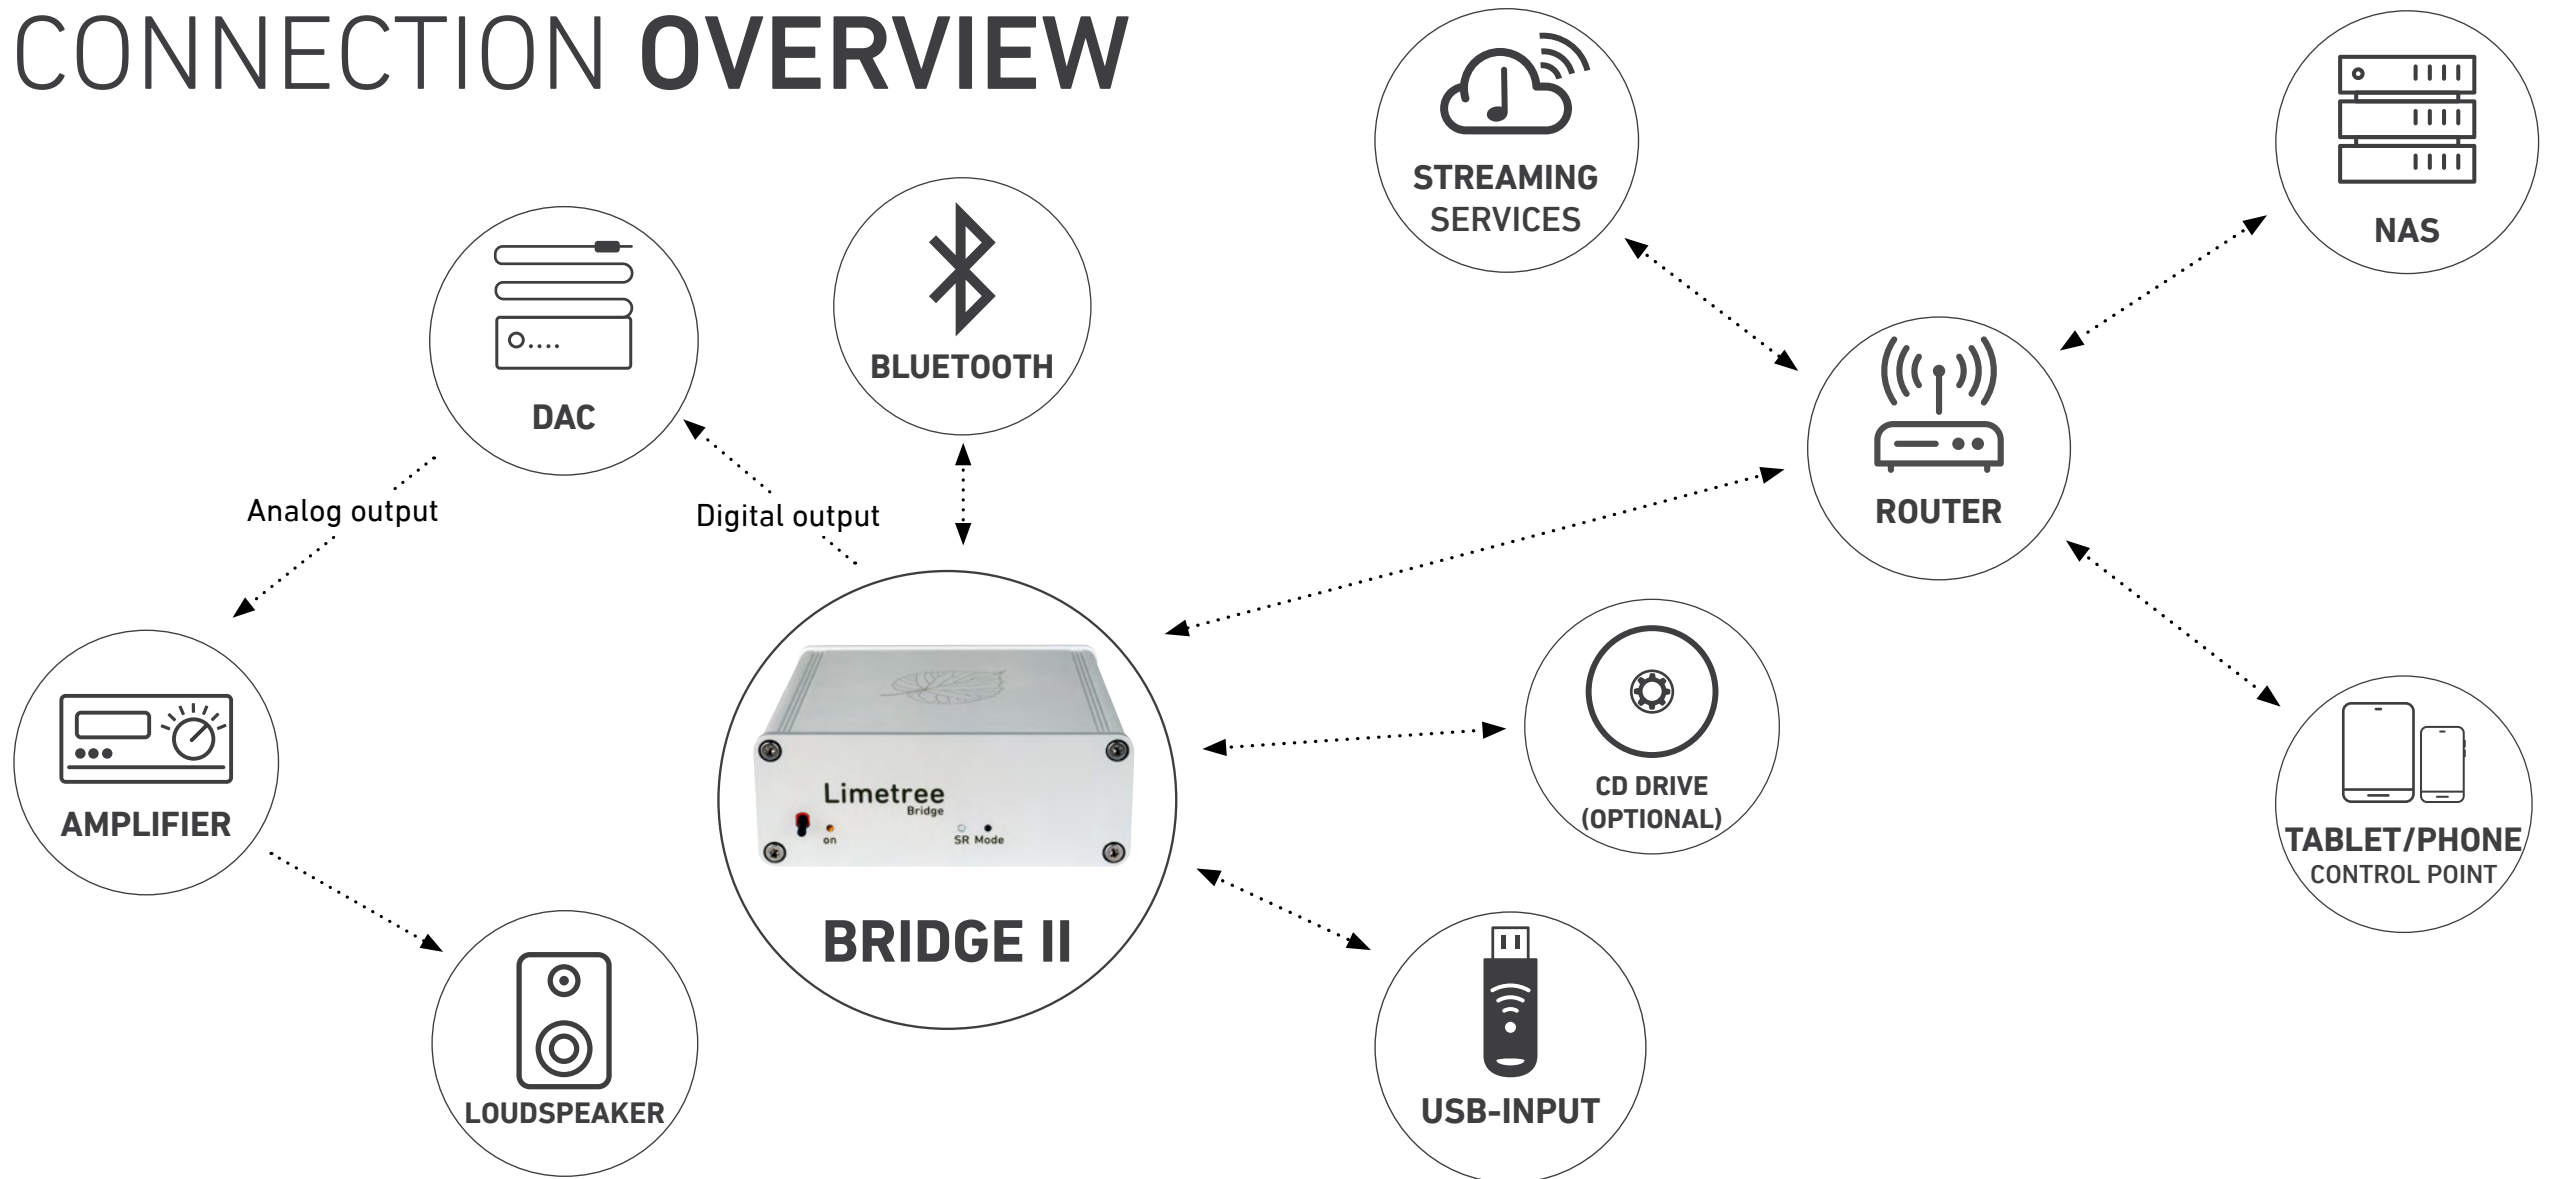 CONNECTION OVERVIEW
STREAMING
SERVICES
NAS
DAC
BLUETOOTH
ROUTER
Analog output
Digital output
AMPLIFIER
Limetree
Bridge
on
SR Mode
BRIDGE II
CD DRIVE
(OPTIONAL)
TABLET/PHONE
CONTROL POINT
LOUDSPEAKER
USB-INPUT